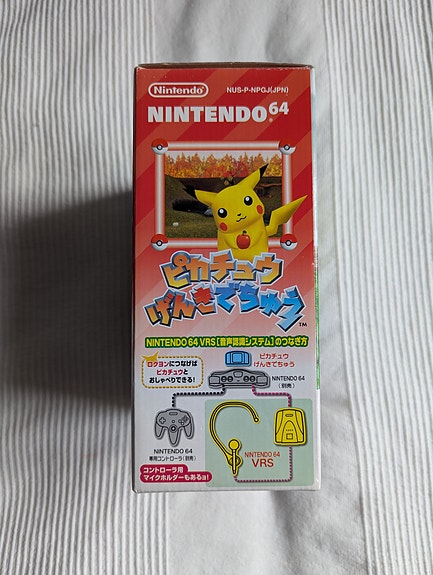 Nintendo®
NUS-P-NPGJ(JPN)
NINTENDO64
ピカチュウ
げんきでちゅう
TM
NINTENDO 64 VRS[音声認識システム]のつなぎ方
ロクヨンにつなげば
ピカチュウと
おしゃべりできる!
ピカチュウ
げんきでちゅう
NINTENDO 64
(別売)
NINTENDO 64
専用コントローラ(別売)
NINTENDO 64
VRS
コントローラ用
マイクホルダーもあるョ!